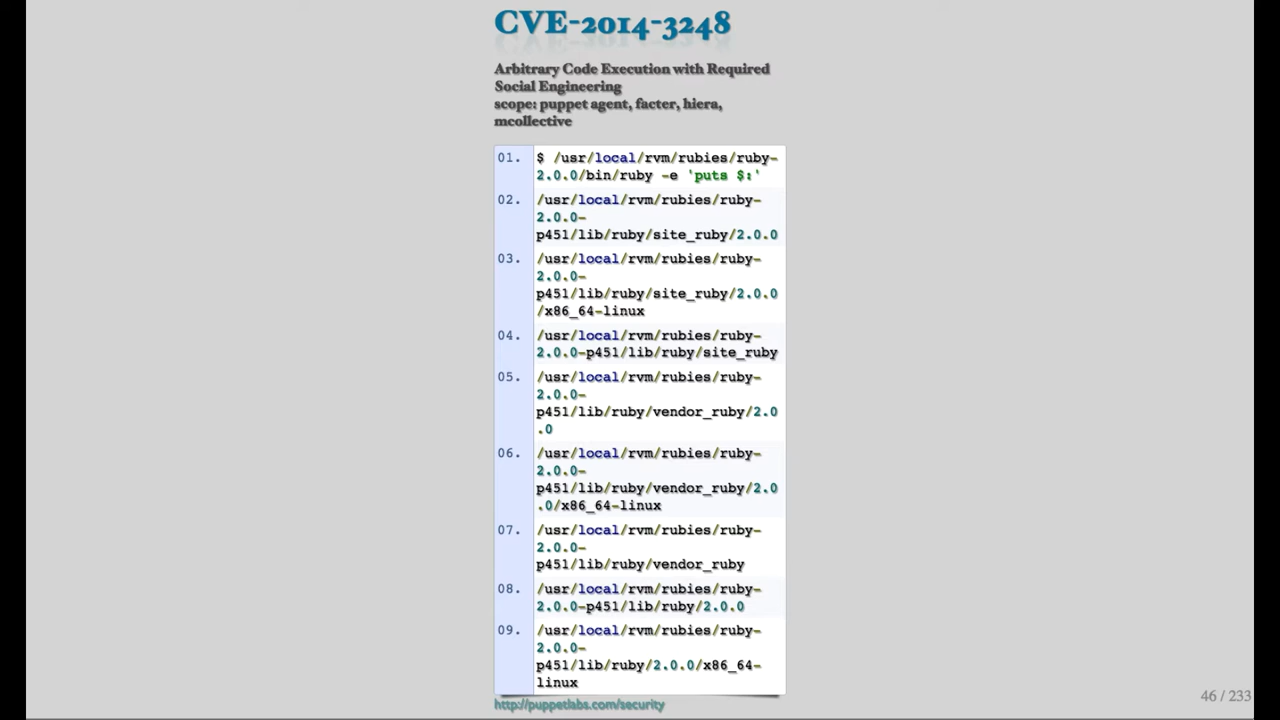 CVE-2014-3248
Arbitrary Code Execution with Required
Social Engineering
scope: puppet agent, facter, hiera,
mcollective
01. $ /usr/local/rvm/rubies/ruby-
2.0.0/bin/ruby -e 'puts $:'
02. /usr/local/rvm/rubies/ruby-
2.0.0-
p451/lib/ruby/site_ruby/2.0.0
03. /usr/local/rvm/rubies/ruby-
2.0.0-
p451/lib/ruby/site_ruby/2.0.0
/x86_64-linux
04. /usr/local/rvm/rubies/ruby-
2.0.0-p451/lib/ruby/site_ruby
05. /usr/local/rvm/rubies/ruby-
2.0.0-
p451/lib/ruby/vendor_ruby/2.0
.0
06. /usr/local/rvm/rubies/ruby-
2.0.0-
p451/lib/ruby/vendor_ruby/2.0
.0/x86_64-linux
07. /usr/local/rvm/rubies/ruby-
2.0.0-
p451/lib/ruby/vendor_ruby
08. /usr/local/rvm/rubies/ruby-
2.0.0-p451/lib/ruby/2.0.0
09. /usr/local/rvm/rubies/ruby-
2.0.0-
p451/lib/ruby/2.0.0/x86_64-
linux
http://puppetlabs.com/security
46 / 233